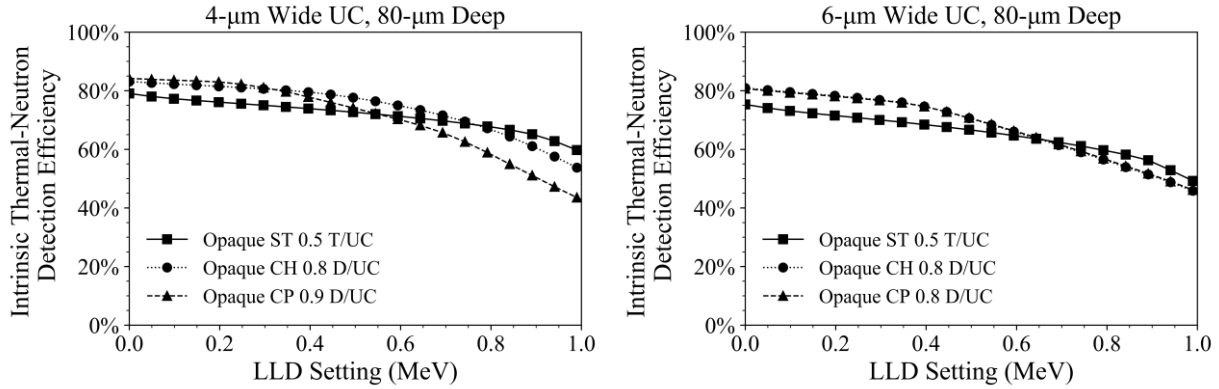 4-μm Wide UC, 80-μm Deep
Intrinsic Thermal-Neutron
Detection Efficiency
100%
80%
60%
40%
20%
0%
Opaque ST 0.5 T/UC
Opaque CH 0.8 D/UC
Opaque CP 0.9 D/UC
0.0 0.2 0.4 0.6 0.8 1.0
LLD Setting (MeV)
6-μm Wide UC, 80-μm Deep
Intrinsic Thermal-Neutron
Detection Efficiency
100%
80%
60%
40%
20%
0%
Opaque ST 0.5 T/UC
Opaque CH 0.8 D/UC
Opaque CP 0.8 D/UC
0.0 0.2 0.4 0.6 0.8 1.0
LLD Setting (MeV)